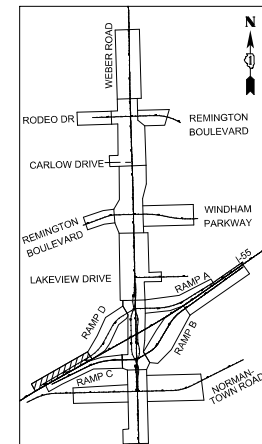 N
WEBER ROAD
RODEO DR
REMINGTON
BOULEVARD
CARLOW DRIVE
REMINGTON
BOULEVARD
WINDHAM
PARKWAY
LAKEVIEW DRIVE
RAMP A
I-55
RAMP D
RAMP B
RAMP C
NORMAN-
TOWN ROAD